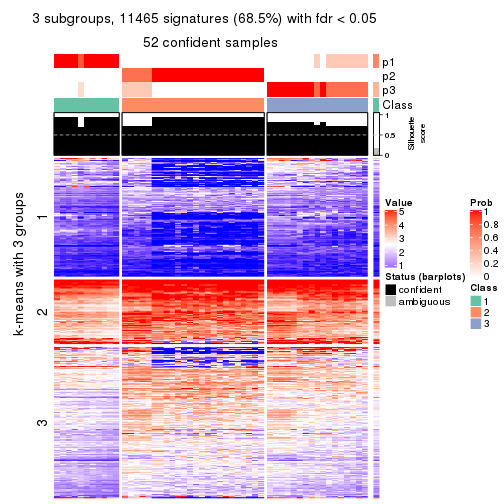 3 subgroups, 11465 signatures (68.5%) with fdr < 0.05
52 confident samples
p1
p2
p3
Class
1
0.5
0
Silhouette
score
k-means with 3 groups
1
2
3
Value
5
4
3
2
1
Status (barplots)
confident
ambiguous
Prob
1
0.8
0.6
0.4
0.2
0
Class
1
2
3